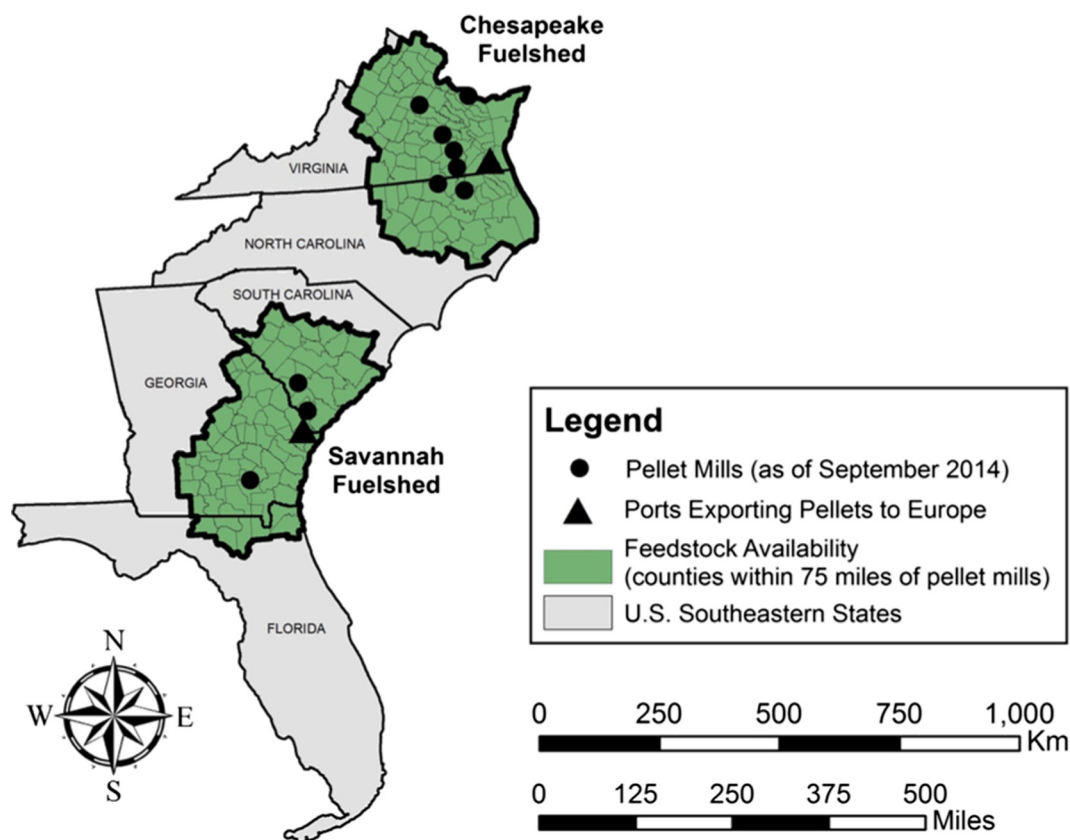 Chesapeake
Fuelshed
VIRGINIA
NORTH CAROLINA
SOUTH CAROLINA
GEORGIA
Savannah
Fuelshed
FLORIDA
Legend
Pellet Mills (as of September 2014)
Ports Exporting Pellets to Europe
Feedstock Availability
(counties within 75 miles of pellet mills)
U.S. Southeastern States
N
W E
S
0 250 500 750 1,000
Km
0 125 250 375 500
Miles